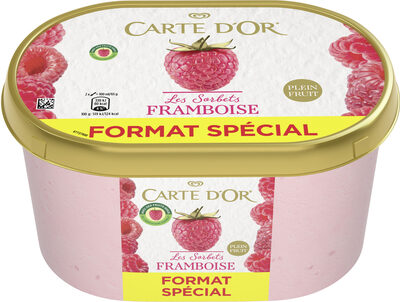 CARTE D'OR
Les Sorbets
FRAMBOISE
PLEIN
FRUIT
FORMAT SPÉCIAL
CARTE D'OR
Les Sorbets
FRAMBOISE
PLEIN
FRUIT
FORMAT
SPÉCIAL